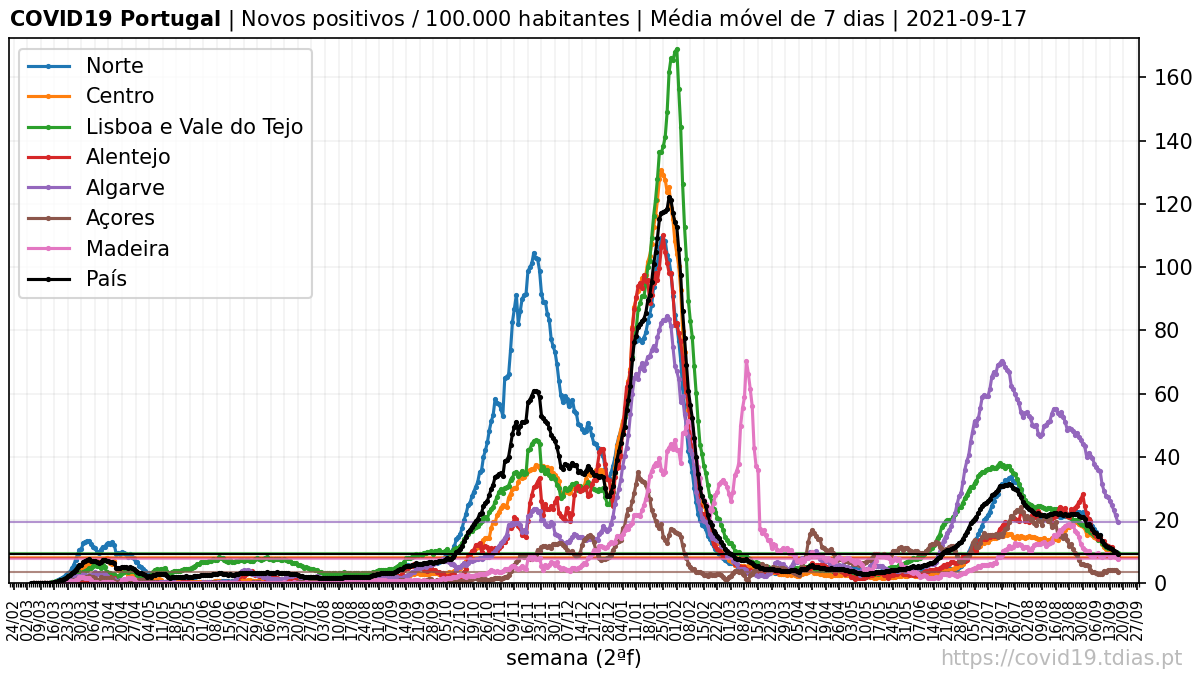 COVID19 Portugal | Novos positivos / 100.000 habitantes | Média móvel de 7 dias | 2021-09-17
Norte
Centro
Lisboa e Vale do Tejo
Alentejo
Algarve
Açores
Madeira
País
160
140
120
100
80
60
40
20
0
24/02 02/03 09/03 16/03 23/03 30/03 06/04 13/04 20/04 27/04 04/05 11/05 18/05 25/05 01/06 08/06 15/06 22/06 29/06 06/07 13/07 20/07 27/07 03/08 10/08 17/08 24/08 31/08 07/09 14/09 21/09 28/09 05/10 12/10 19/10 26/10 02/11 09/11 16/11 23/11 30/11 07/12 14/12 21/12 28/12 04/01 11/01 18/01 25/01 01/02 08/02 15/02 22/02 01/03 08/03 15/03 22/03 29/03 05/04 12/04 19/04 26/04 03/05 10/05 17/05 24/05 31/05 07/06 14/06 21/06 28/06 05/07 12/07 19/07 26/07 02/08 09/08 16/08 23/08 30/08 06/09 13/09 20/09 27/09
semana (2ªf)
https://covid19.tdias.pt